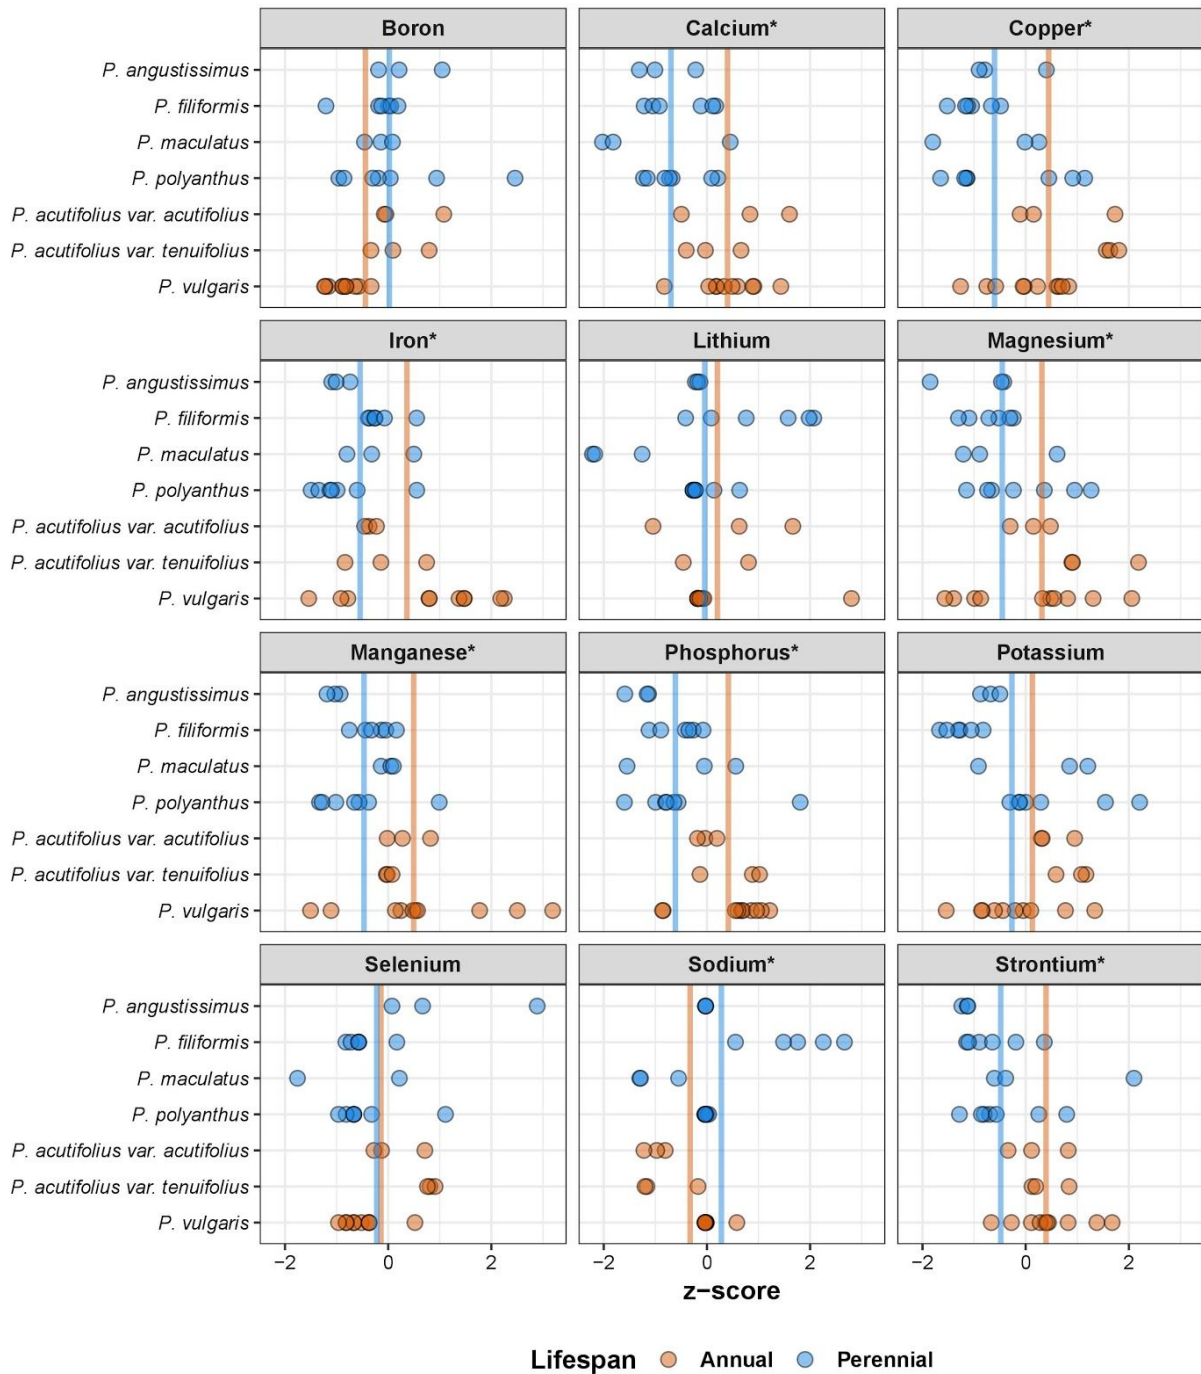 Boron Calcium* Copper*
P. angustissimus
P. filiformis
P. maculatus
P. polyanthus
P. acutifolius var. acutifolius
P. acutifolius var. tenuifolius
P. vulgaris
Iron* Lithium Magnesium*
P. angustissimus
P. filiformis
P. maculatus
P. polyanthus
P. acutifolius var. acutifolius
P. acutifolius var. tenuifolius
P. vulgaris
Manganese* Phosphorus* Potassium
P. angustissimus
P. filiformis
P. maculatus
P. polyanthus
P. acutifolius var. acutifolius
P. acutifolius var. tenuifolius
P. vulgaris
Selenium Sodium* Strontium*
P. angustissimus
P. filiformis
P. maculatus
P. polyanthus
P. acutifolius var. acutifolius
P. acutifolius var. tenuifolius
P. vulgaris
−2 0 2 −2 0 2 −2 0 2
z−score
Lifespan Annual Perennial